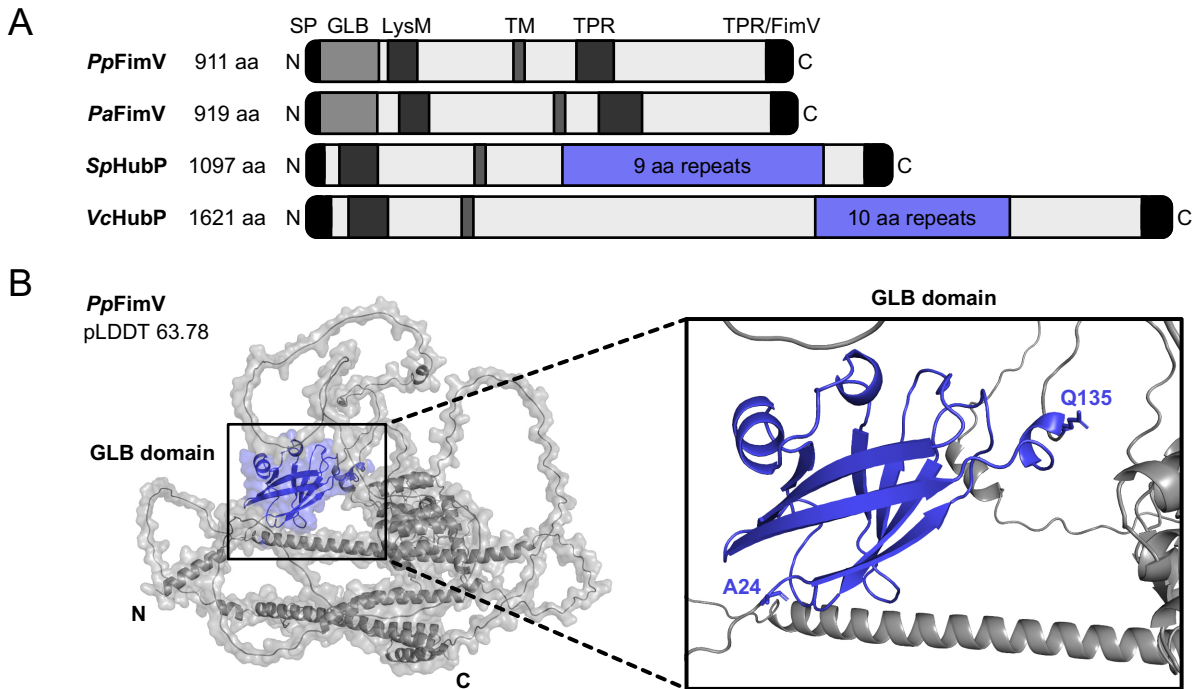 A
SP GLB LysM TM TPR TPR/FimV
PpFimV 911 aa N C
PaFimV 919 aa N C
SpHubP 1097 aa N 9 aa repeats C
VcHubP 1621 aa N 10 aa repeats C
B
PpFimV
pLDDT 63.78
GLB domain
GLB domain
Q135
A24
N
C